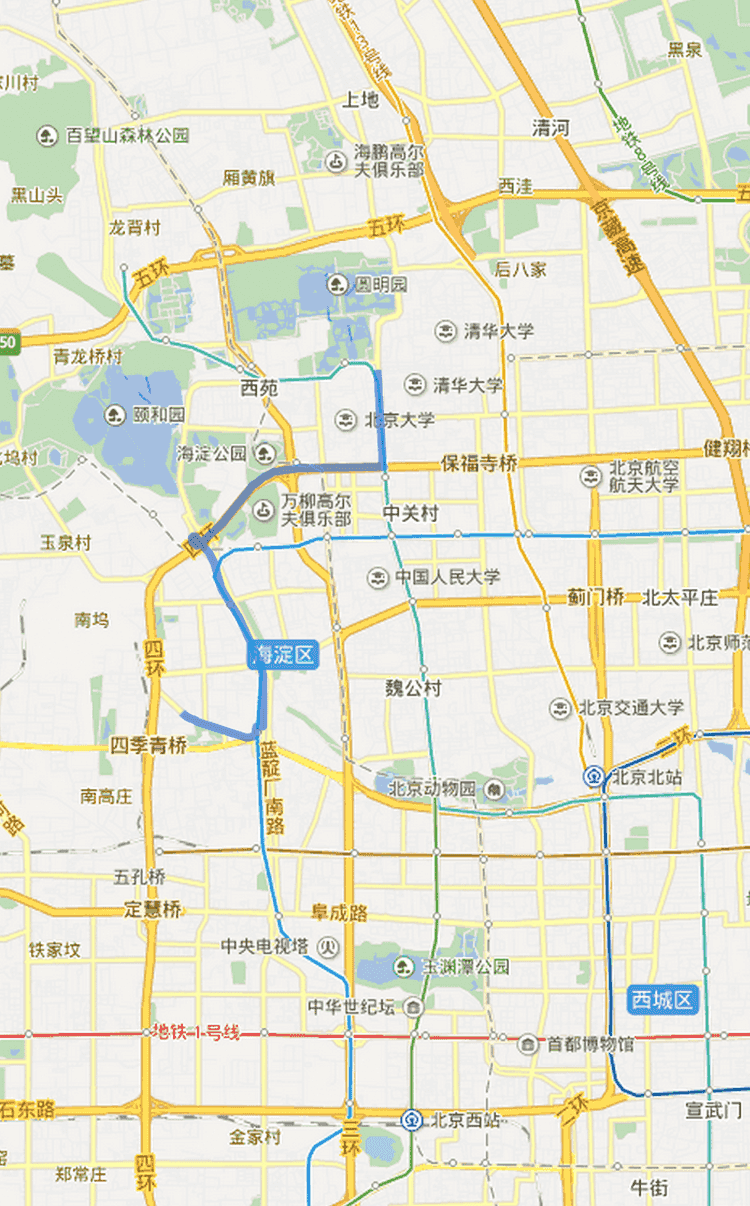 地铁13号线
黑泉
上地
清河
地铁8号线
百望山森林公园
海鹏高尔
夫俱乐部
厢黄旗
西洼
黑山头
京藏高速
龙背村
五环
五环
后八家
圆明园
清华大学
50
青龙桥村
西苑
清华大学
颐和园
北京大学
海淀公园
保福寺桥
健翔
北京航空
航天大学
万柳高尔
夫俱乐部
中关村
四环
玉泉村
中国人民大学
蓟门桥
北太平庄
南坞
四环
海淀区
魏公村
北京交通大学
四季青桥
二环
蓝靛厂南路
北京北站
北京动物园
南高庄
五孔桥
定慧桥
阜成路
铁家坟
中央电视塔
玉渊潭公园
中华世纪坛
西城区
地铁1号线
首都博物馆
石东路
二环
宣武门
北京西站
金家村
三环
郑常庄
四环
牛街